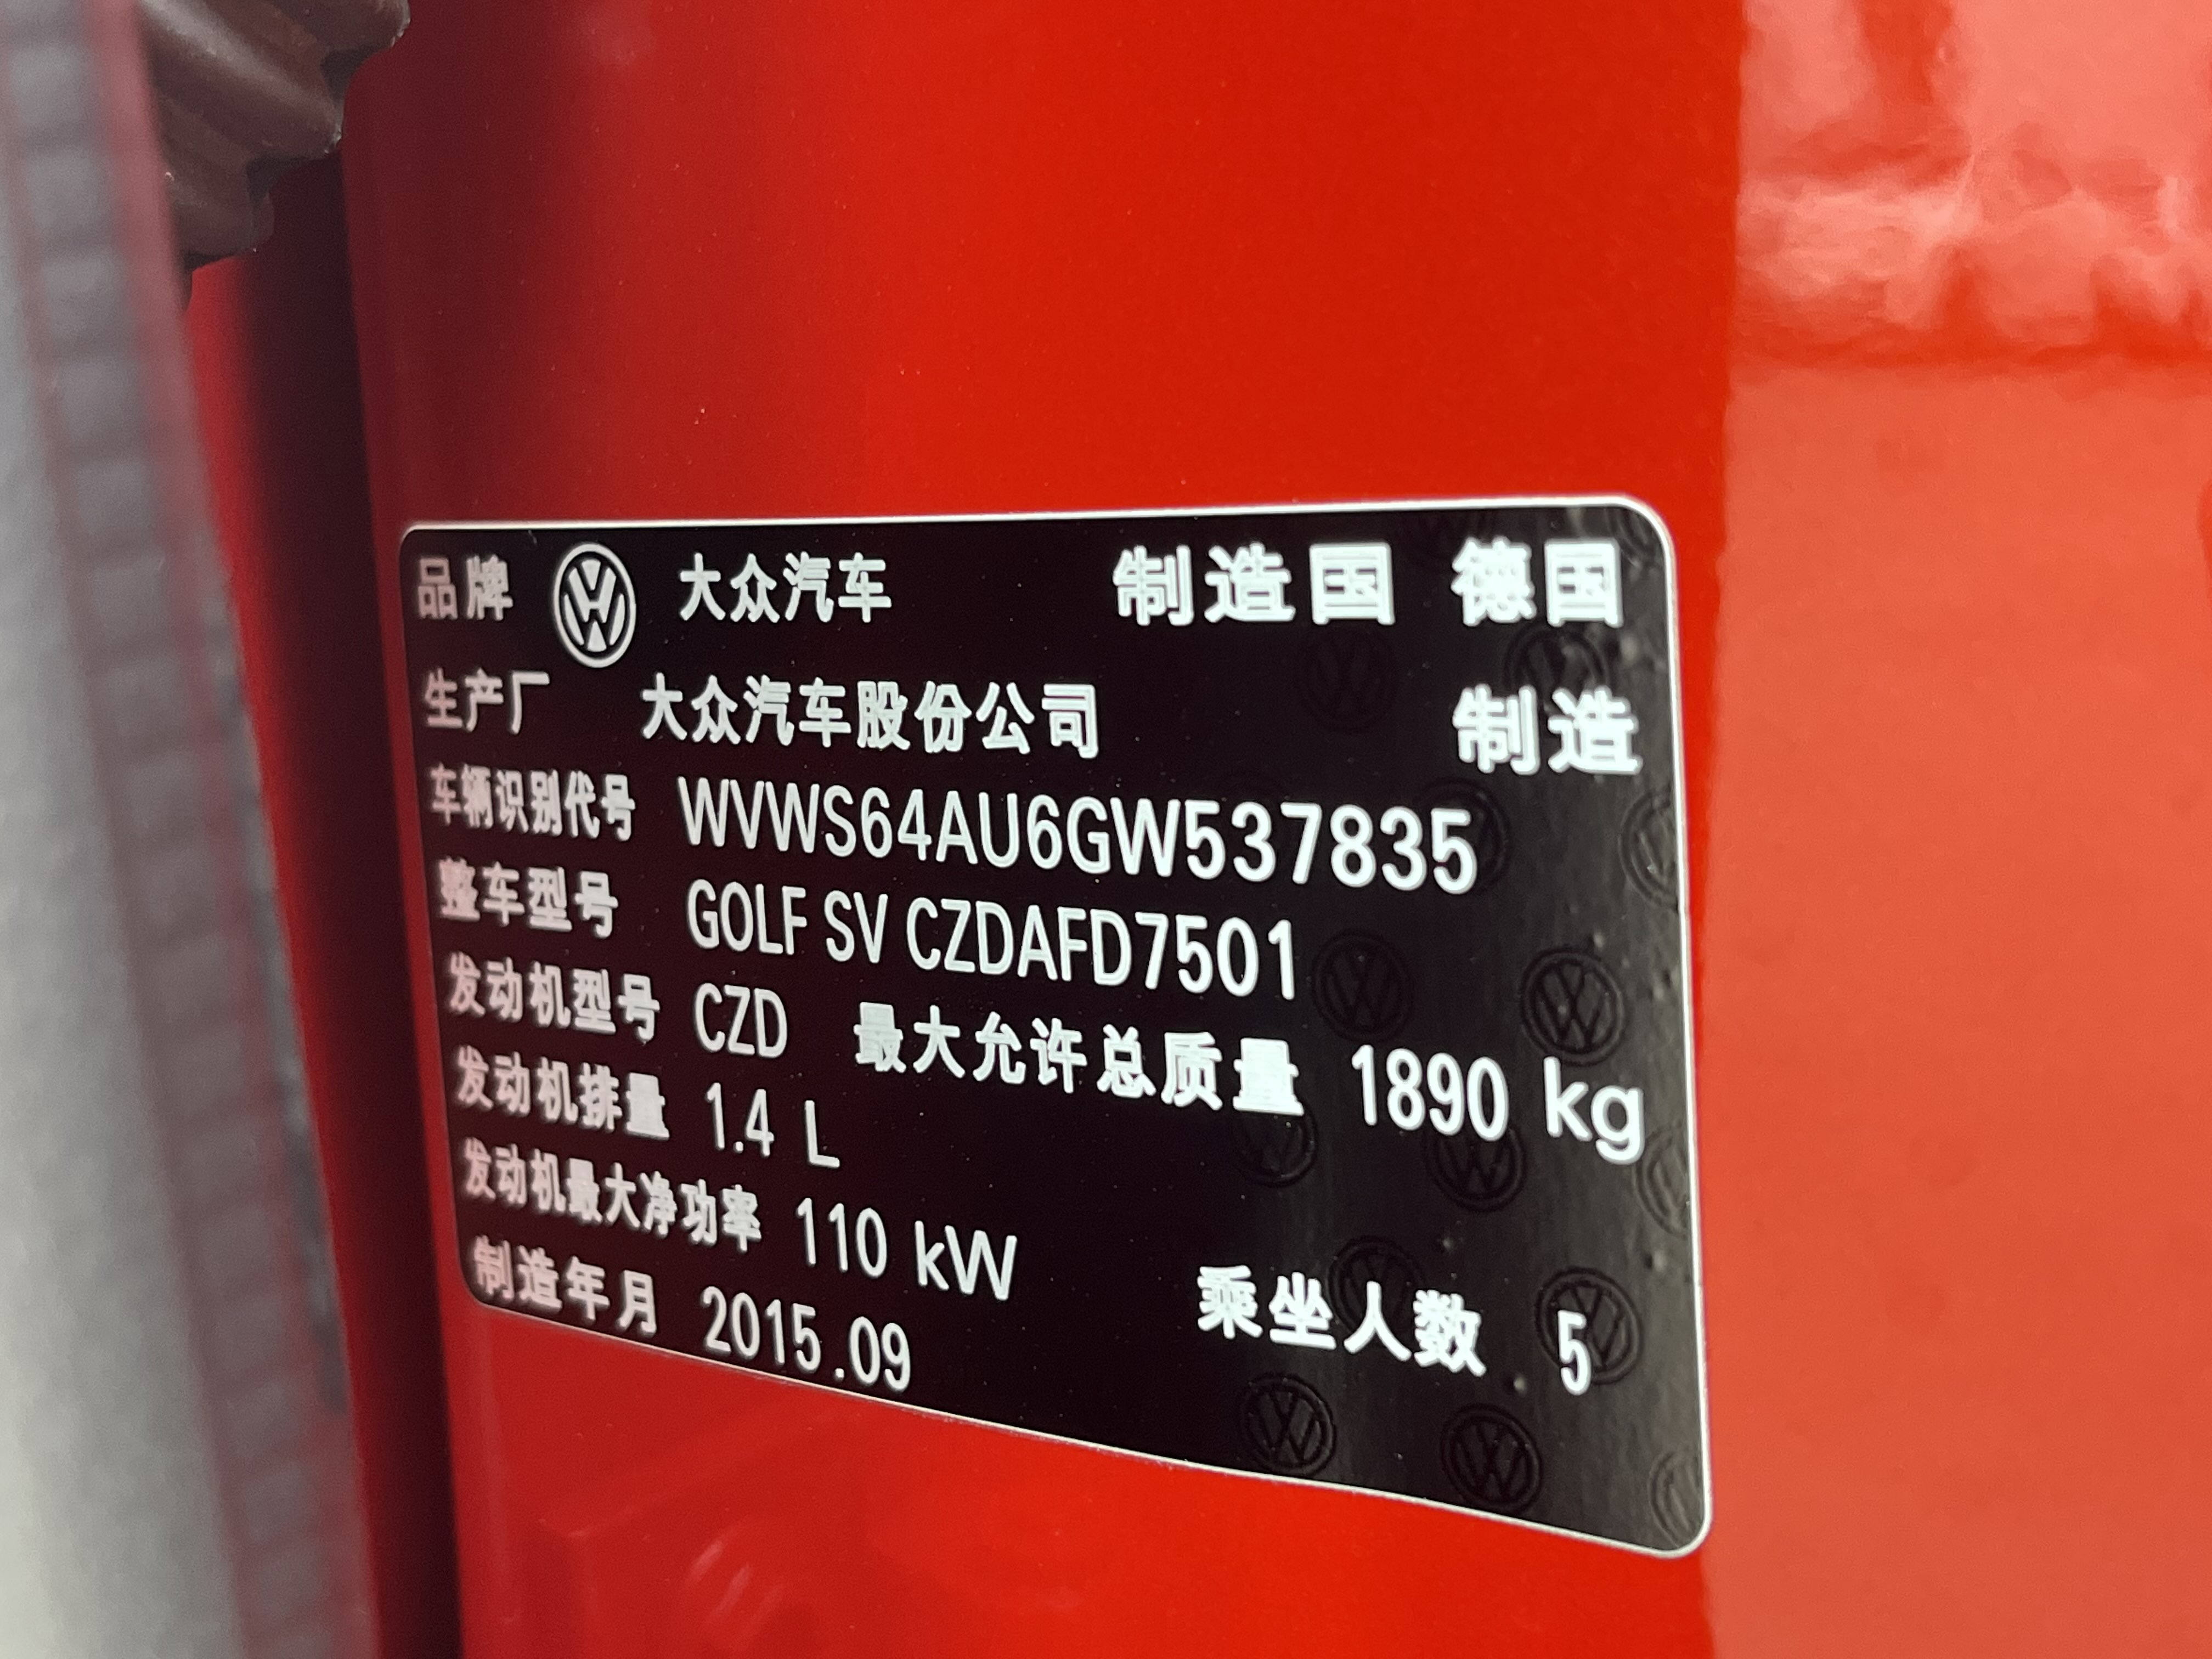 品牌 大众汽车 制造国 德国
生产厂 大众汽车股份公司 制造
车辆识别代号 WVWS64AU6GW537835
整车型号 GOLF SV CZDAFD7501
发动机型号 CZD 最大允许总质量 1890 kg
发动机排量 1.4 L
发动机最大净功率 110 kW
制造年月 2015.09 乘坐人数 5